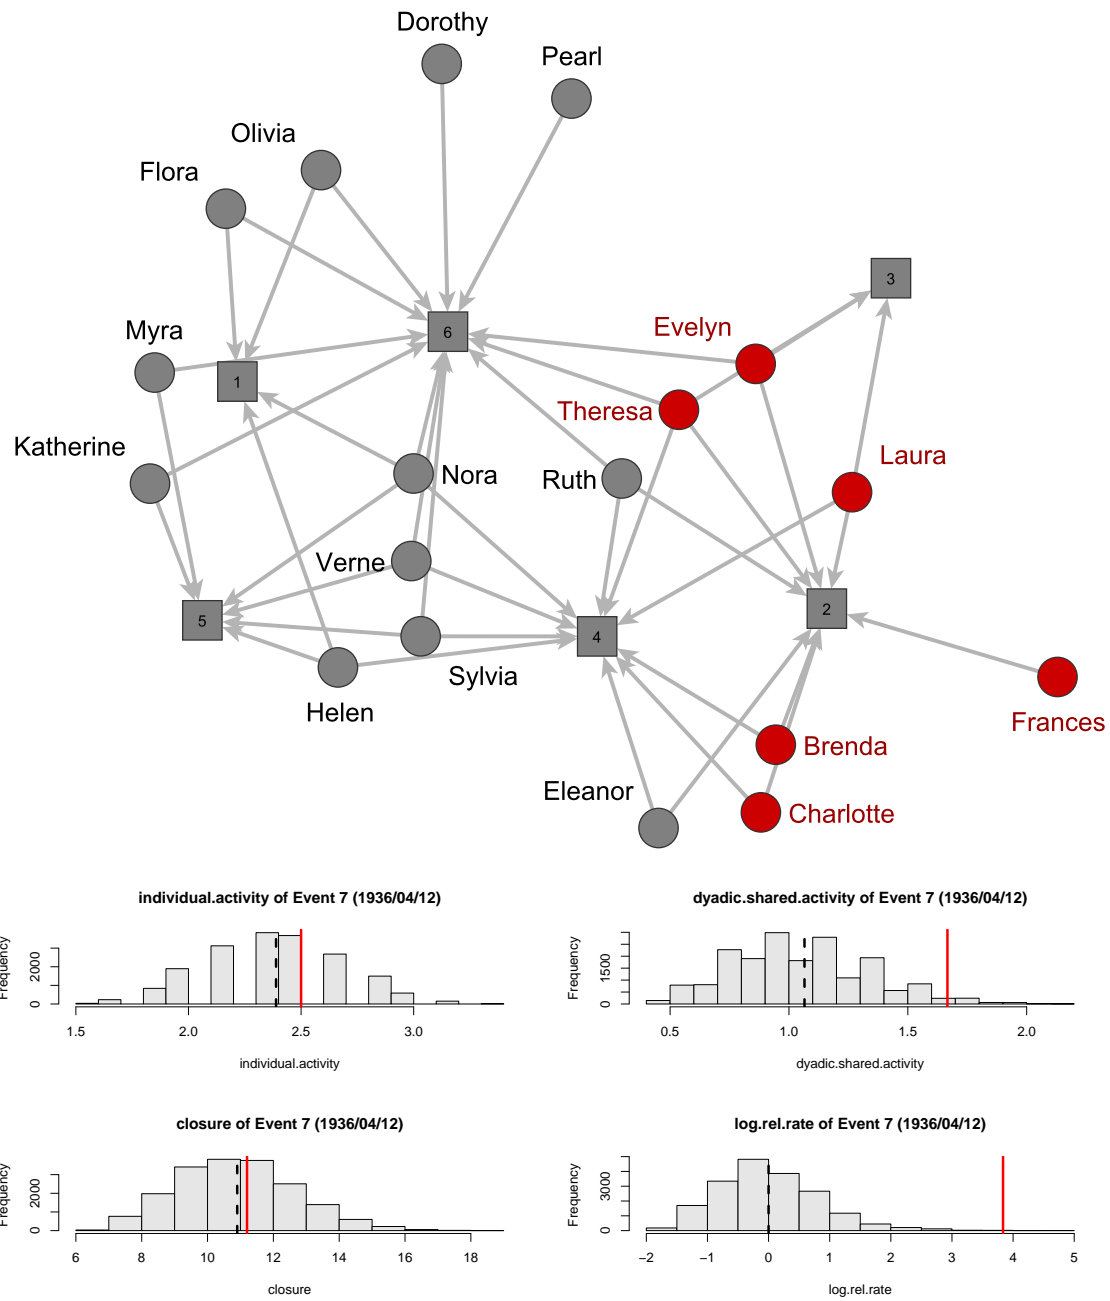 Dorothy
Pearl
Olivia
Flora
3
Evelyn
Myra
6
1
Theresa
Katherine
Laura
Nora
Ruth
Verne
5
2
4
Sylvia
Helen
Frances
Brenda
Eleanor
Charlotte
individual.activity of Event 7 (1936/04/12)
Frequency
0 2000
1.5 2.0 2.5 3.0
individual.activity
dyadic.shared.activity of Event 7 (1936/04/12)
Frequency
0 1500
0.5 1.0 1.5 2.0
dyadic.shared.activity
closure of Event 7 (1936/04/12)
Frequency
0 2000
6 8 10 12 14 16 18
closure
log.rel.rate of Event 7 (1936/04/12)
Frequency
0 3000
−2 −1 0 1 2 3 4 5
log.rel.rate